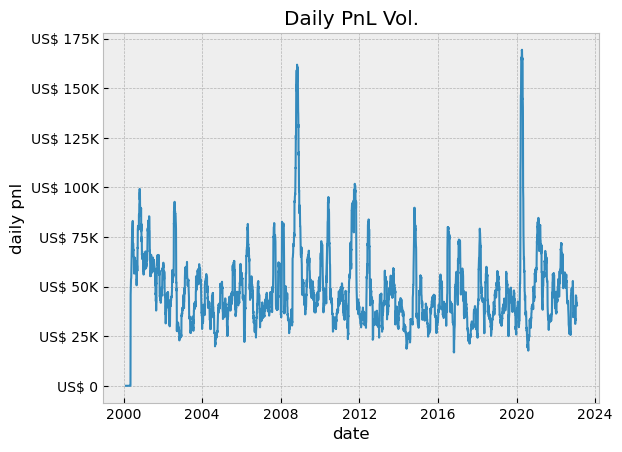 Daily PnL Vol.
US$ 175K
US$ 150K
US$ 125K
US$ 100K
US$ 75K
US$ 50K
US$ 25K
US$ 0
daily pnl
2000 2004 2008 2012 2016 2020 2024
date